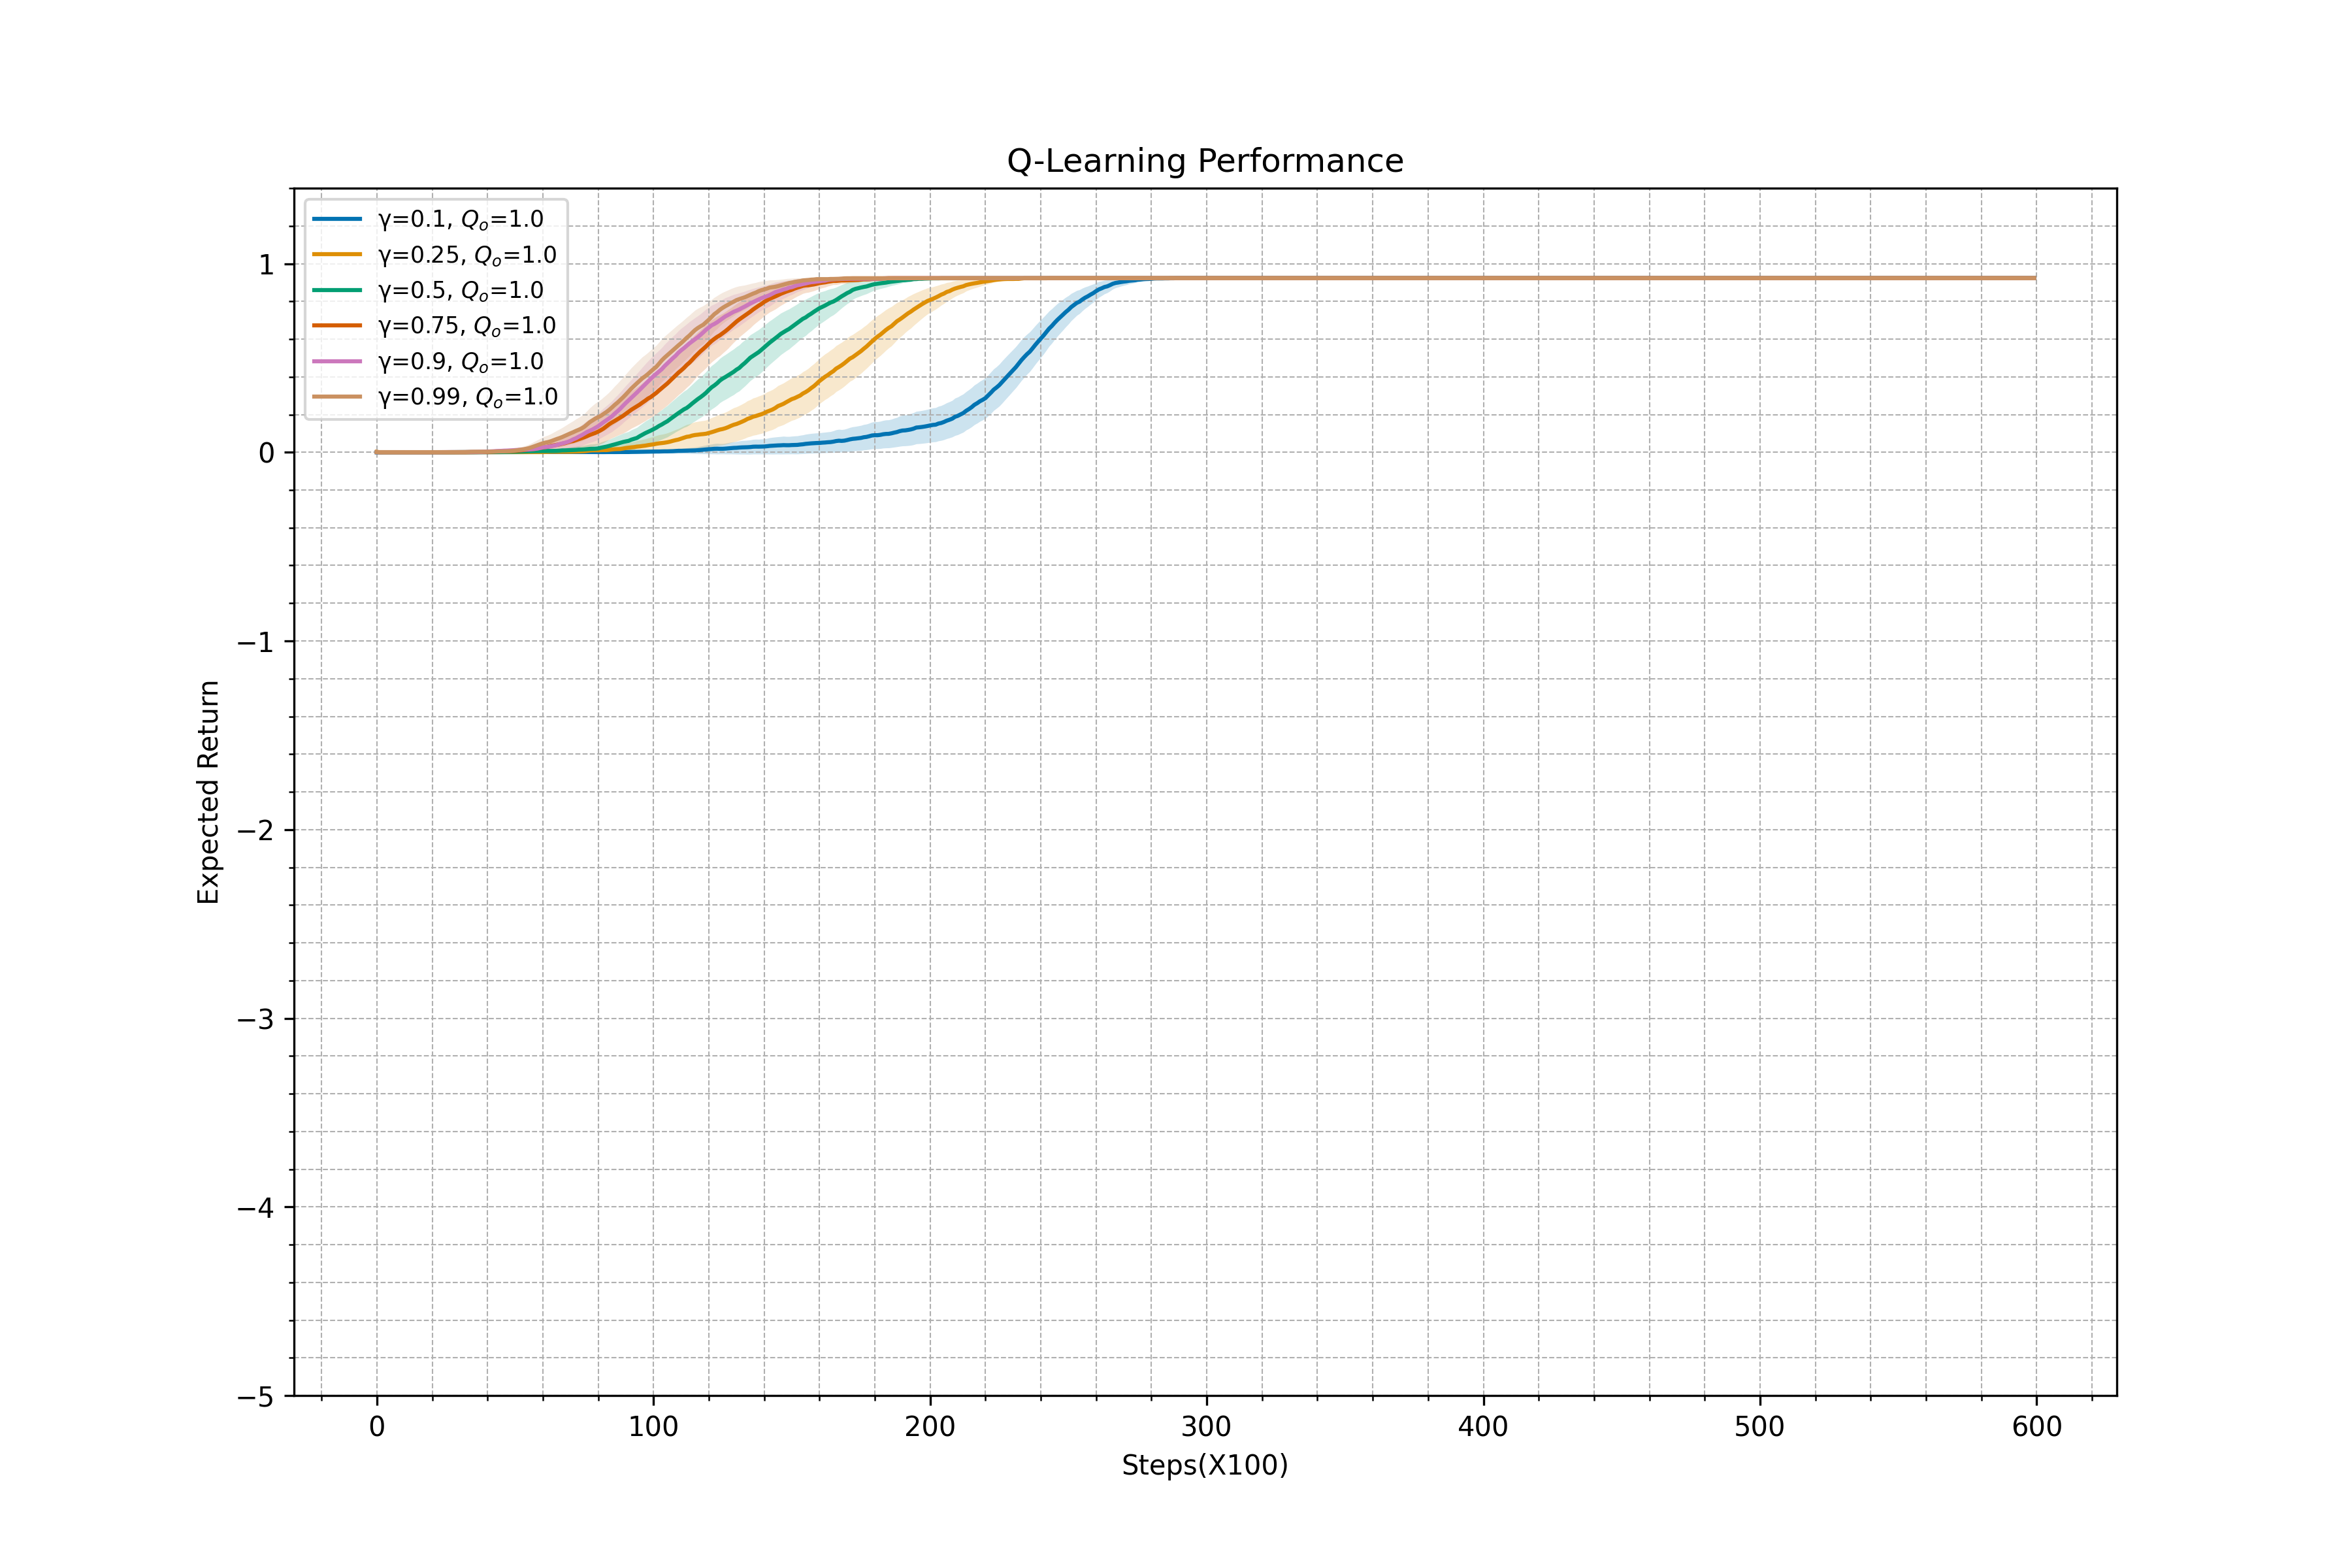 Q-Learning Performance
γ=0.1, Qo=1.0
γ=0.25, Qo=1.0
γ=0.5, Qo=1.0
γ=0.75, Qo=1.0
γ=0.9, Qo=1.0
γ=0.99, Qo=1.0
1
0
−1
−2
−3
−4
−5
Expected Return
0 100 200 300 400 500 600
Steps(X100)